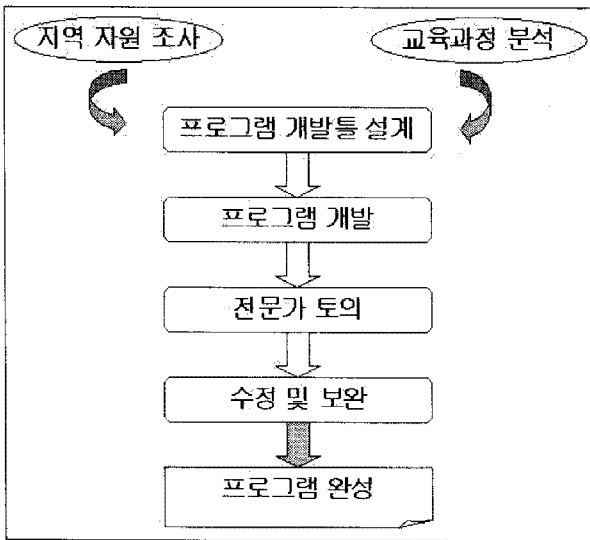 지역 자원 조사
교육과정 분석
프로그램 개발틀 설계
프로그램 개발
전문가 토의
수정 및 보완
프로그램 완성